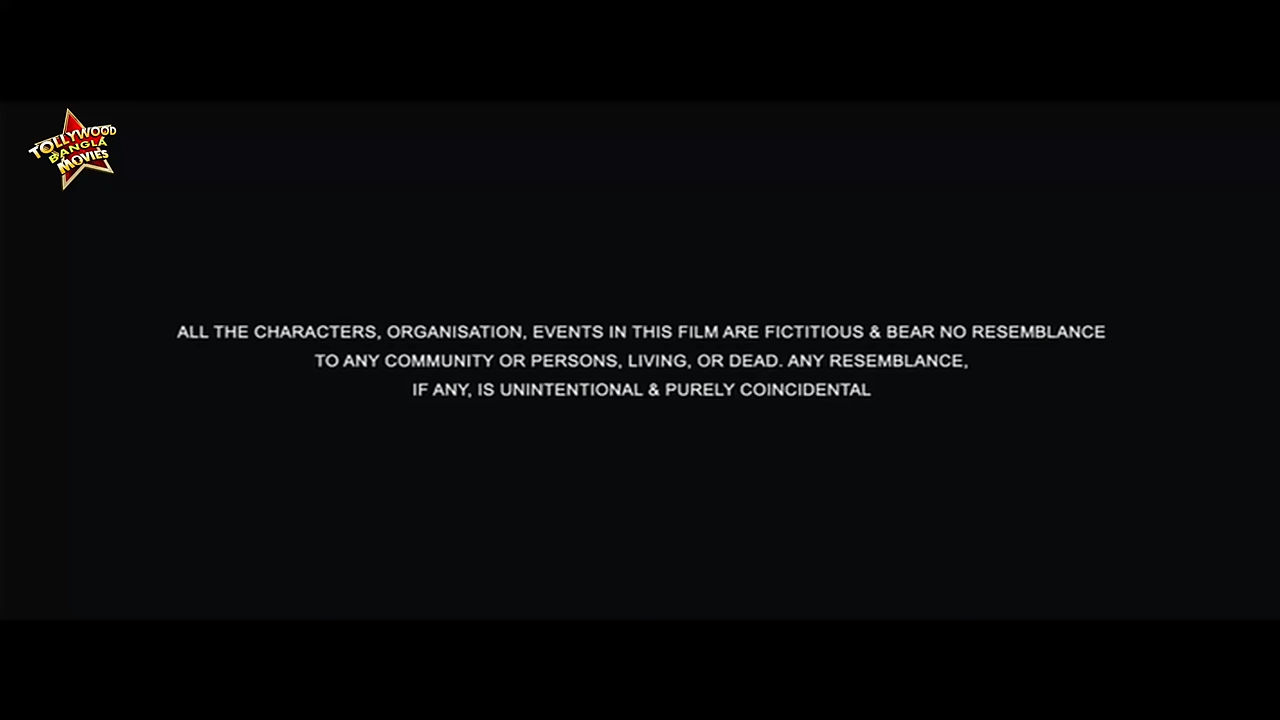 TOLLYWOOD
BANGLA
MOVIES
ALL THE CHARACTERS, ORGANISATION, EVENTS IN THIS FILM ARE FICTITIOUS & BEAR NO RESEMBLANCE
TO ANY COMMUNITY OR PERSONS, LIVING, OR DEAD. ANY RESEMBLANCE,
IF ANY, IS UNINTENTIONAL & PURELY COINCIDENTAL